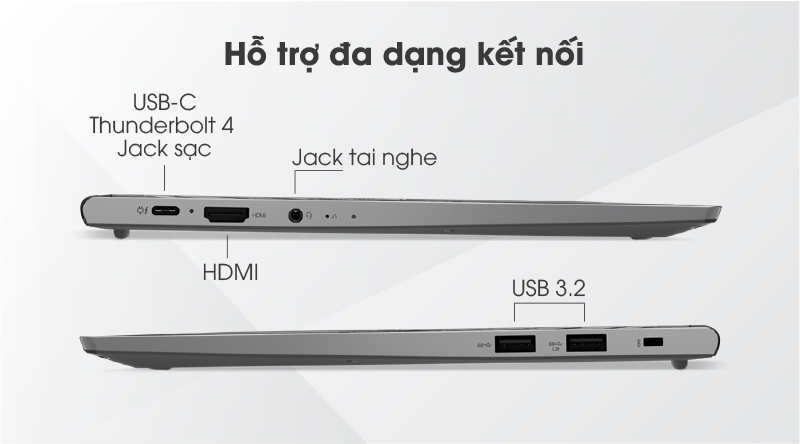 Hỗ trợ đa dạng kết nối
USB-C
Thunderbolt 4
Jack sạc
Jack tai nghe
HDMI
HDMI
USB 3.2